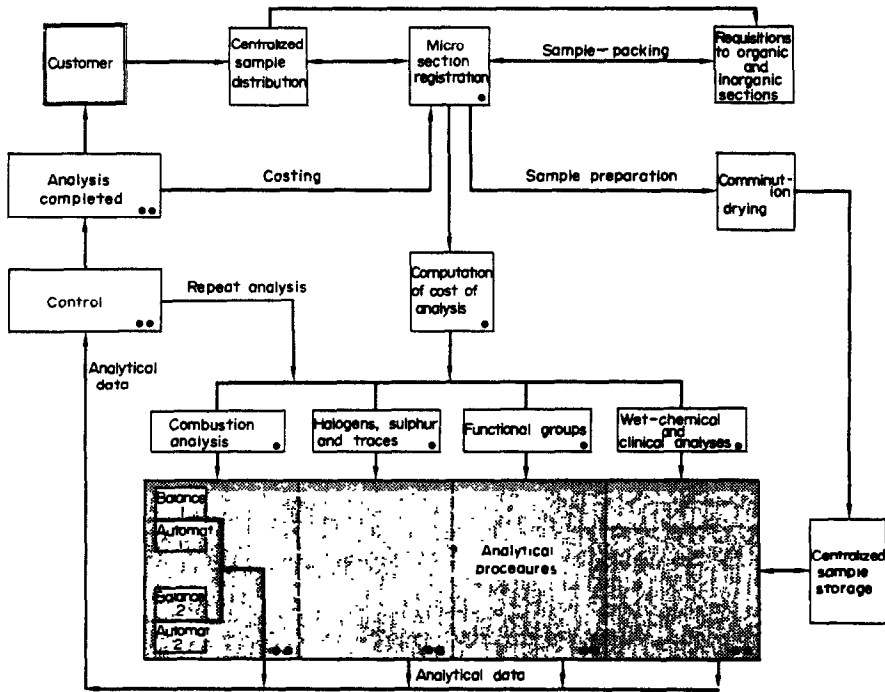 Customer
Centralized
sample
distribution
Micro
section
registration
Sample-packing
Requisitions
to organic
and
inorganic
sections
Analysis
completed
Costing
Sample preparation
Comminut-
ion
drying
Control
Repeat analysis
Computation
of cost of
analysis
Analytical
data
Combustion
analysis
Halogens, sulphur
and traces
Functional groups
Wet-chemical
and
clinical analyses
Balance
1
Automat
1
Balance
2
Automat
2
Analytical
procedures
Centralized
sample
storage
Analytical data